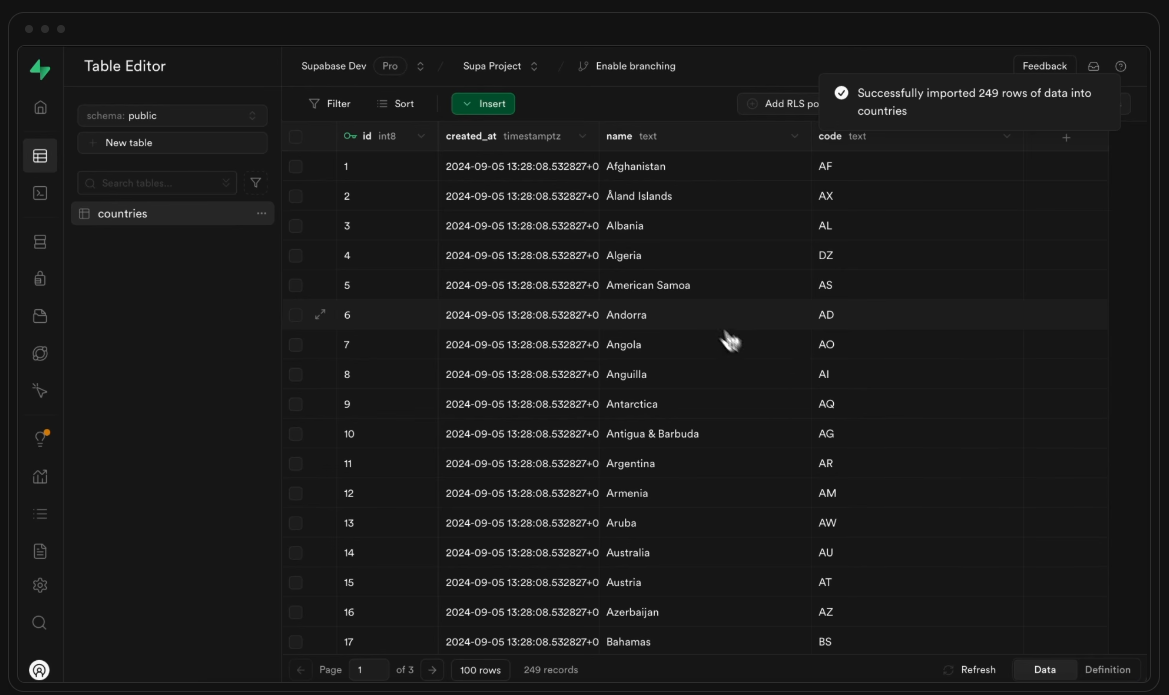 Table Editor
Supabase Dev Pro / Supa Project / Enable branching Feedback
schema: public
New table
Search tables...
countries
Filter Sort Insert Add RLS po
Successfully imported 249 rows of data into
countries
id int8 created_at timestamptz name text code text
1 2024-09-05 13:28:08.532827+0 Afghanistan AF
2 2024-09-05 13:28:08.532827+0 Åland Islands AX
3 2024-09-05 13:28:08.532827+0 Albania AL
4 2024-09-05 13:28:08.532827+0 Algeria DZ
5 2024-09-05 13:28:08.532827+0 American Samoa AS
6 2024-09-05 13:28:08.532827+0 Andorra AD
7 2024-09-05 13:28:08.532827+0 Angola AO
8 2024-09-05 13:28:08.532827+0 Anguilla AI
9 2024-09-05 13:28:08.532827+0 Antarctica AQ
10 2024-09-05 13:28:08.532827+0 Antigua & Barbuda AG
11 2024-09-05 13:28:08.532827+0 Argentina AR
12 2024-09-05 13:28:08.532827+0 Armenia AM
13 2024-09-05 13:28:08.532827+0 Aruba AW
14 2024-09-05 13:28:08.532827+0 Australia AU
15 2024-09-05 13:28:08.532827+0 Austria AT
16 2024-09-05 13:28:08.532827+0 Azerbaijan AZ
17 2024-09-05 13:28:08.532827+0 Bahamas BS
Page 1 of 3 100 rows 249 records Refresh Data Definition